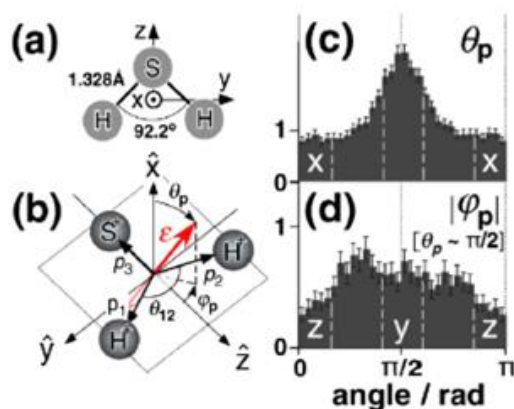 (a)
z
S
1.328Å
x
y
H
H
92.2°
(b)
x̂
θp
ε
S⁺
H⁺
p3
p2
p1
θ12
φp
H⁺
ŷ
ẑ
(c)
θp
1
x
x
0
(d)
|φp|
1
[θp ~ π/2]
z
y
z
0
0
π/2
π
angle / rad